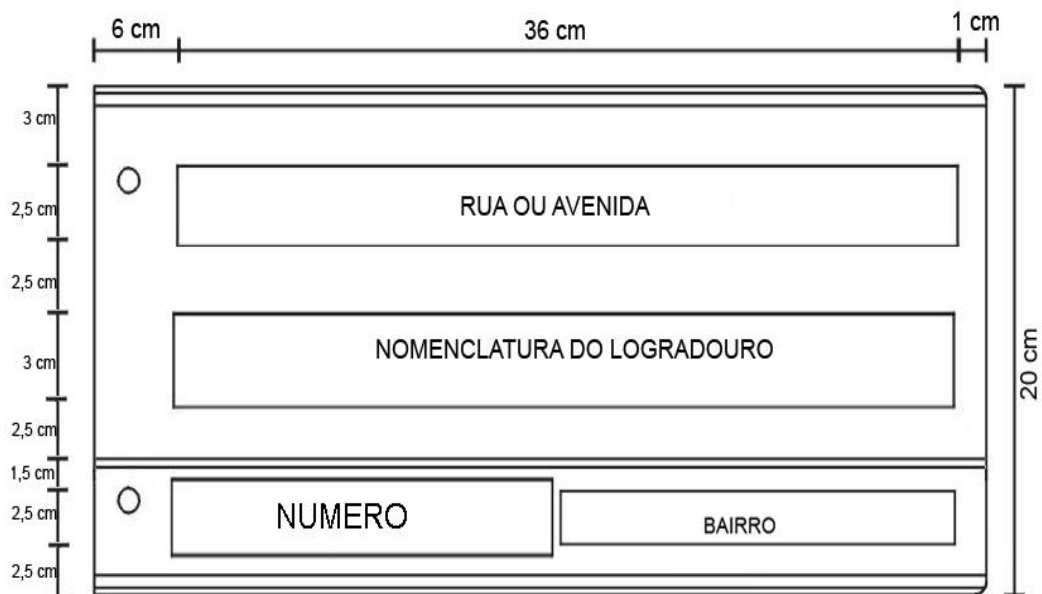 6 cm 36 cm 1 cm
3 cm
2,5 cm
RUA OU AVENIDA
2,5 cm
3 cm
NOMENCLATURA DO LOGRADOURO
20 cm
2,5 cm
1,5 cm
2,5 cm
NUMERO
BAIRRO
2,5 cm